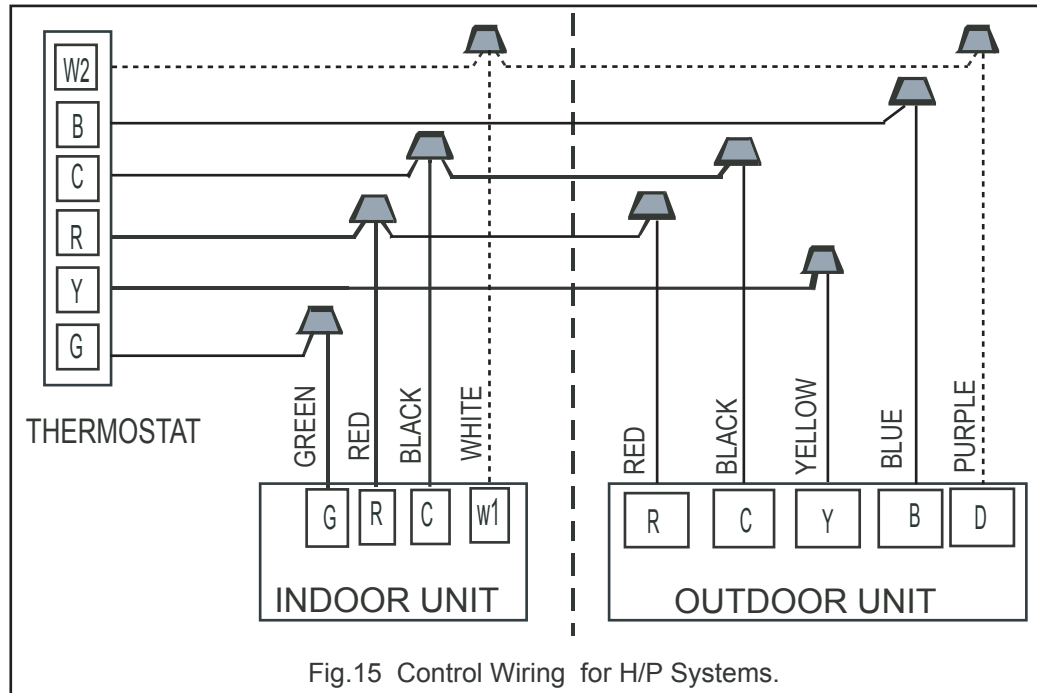 W2
B
C
R
Y
G
THERMOSTAT
GREEN
RED
BLACK
WHITE
RED
BLACK
YELLOW
BLUE
PURPLE
G R C w1
R C Y B D
INDOOR UNIT
OUTDOOR UNIT
Fig.15 Control Wiring for H/P Systems.